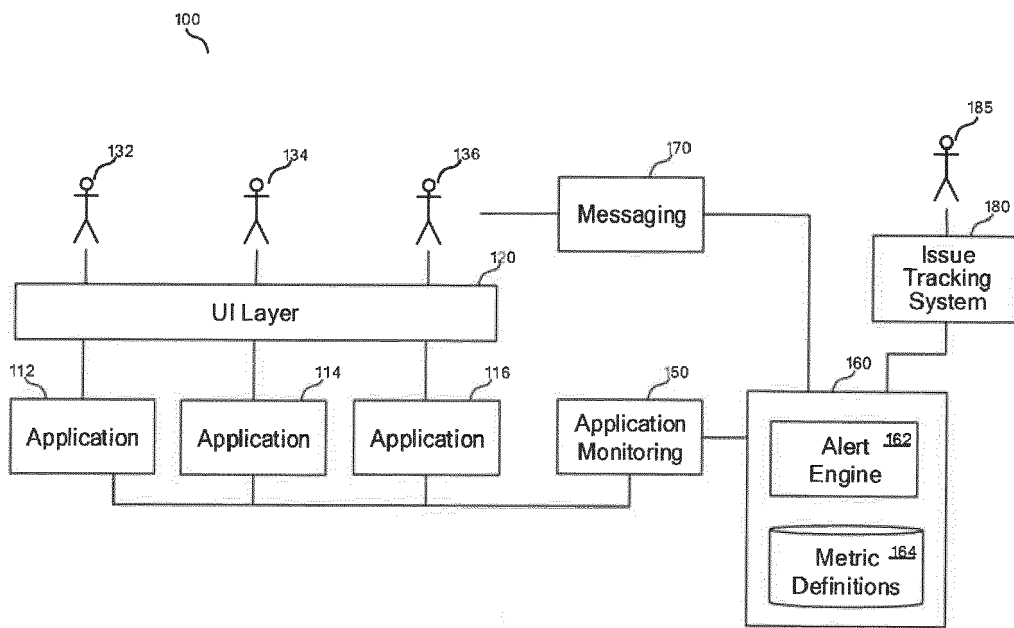 100
132
134
136
170
185
Messaging
180
Issue
Tracking
System
120
UI Layer
112
114
116
150
160
Application
Application
Application
Application
Monitoring
Alert 162
Engine
Metric 164
Definitions